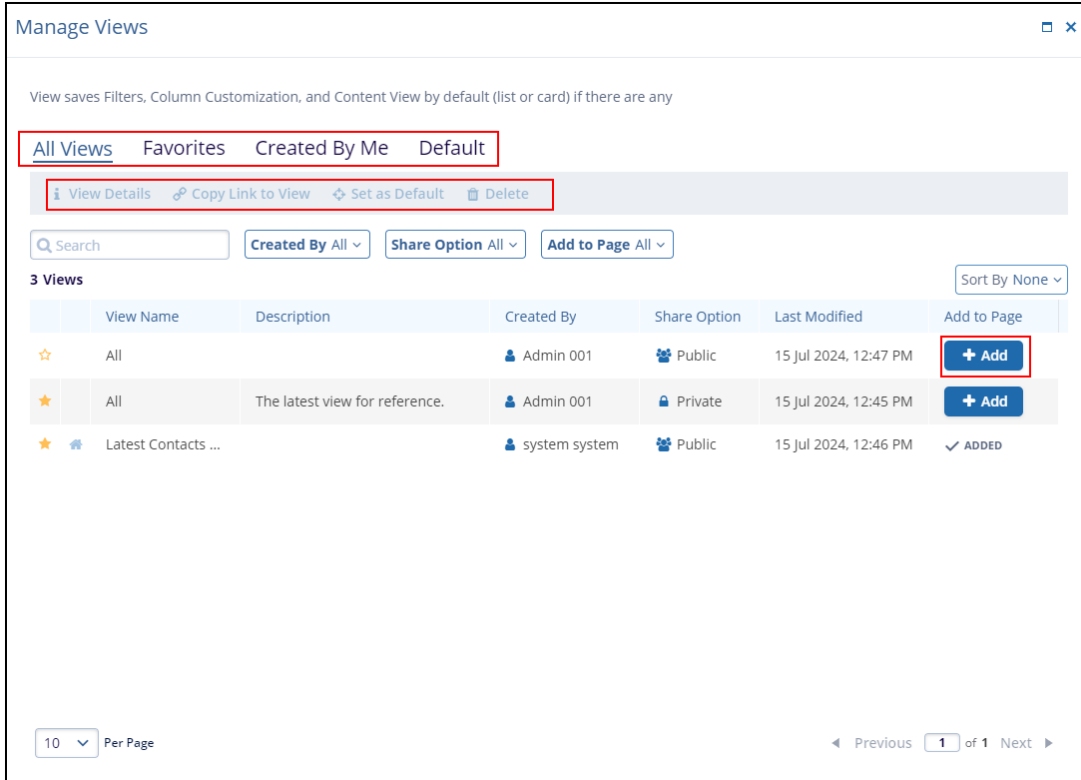 Manage Views
View saves Filters, Column Customization, and Content View by default (list or card) if there are any
All Views Favorites Created By Me Default
View Details Copy Link to View Set as Default Delete
Search Created By All Share Option All Add to Page All
3 Views Sort By None
View Name Description Created By Share Option Last Modified Add to Page
All Admin 001 Public 15 Jul 2024, 12:47 PM + Add
All The latest view for reference. Admin 001 Private 15 Jul 2024, 12:45 PM + Add
Latest Contacts ... system system Public 15 Jul 2024, 12:46 PM ADDED
10 Per Page Previous 1 of 1 Next